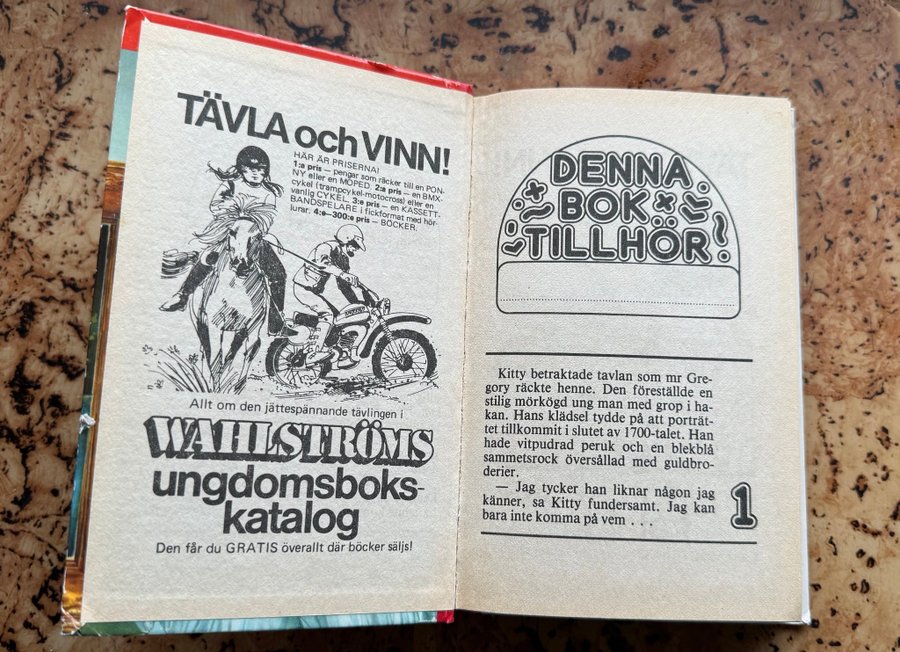 TÄVLA och VINN!
HÄR ÄR PRISERNA!
1:a pris — pengar som räcker till en PON-
NY eller en MOPED. 2:a pris — en BMX-
cykel (trampcykel-motocross) eller en
vanlig CYKEL. 3:e pris — en KASSETT-
BANDSPELARE i fickformat med hör-
lurar. 4:e—300:e pris — BÖCKER.
Allt om den jättespännande tävlingen i
WAHLSTRÖMS
ungdomsboks-
katalog
Den får du GRATIS överallt där böcker säljs!
DENNA
BOK
TILLHÖR
Kitty betraktade tavlan som mr Gre-
gory räckte henne. Den föreställde en
stilig mörkögd ung man med grop i ha-
kan. Hans klädsel tydde på att porträt-
tet tillkommit i slutet av 1700-talet. Han
hade vitpudrad peruk och en blekblå
sammetsrock översållad med guldbro-
derier.
— Jag tycker han liknar någon jag
känner, sa Kitty fundersamt. Jag kan
bara inte komma på vem . . .
1